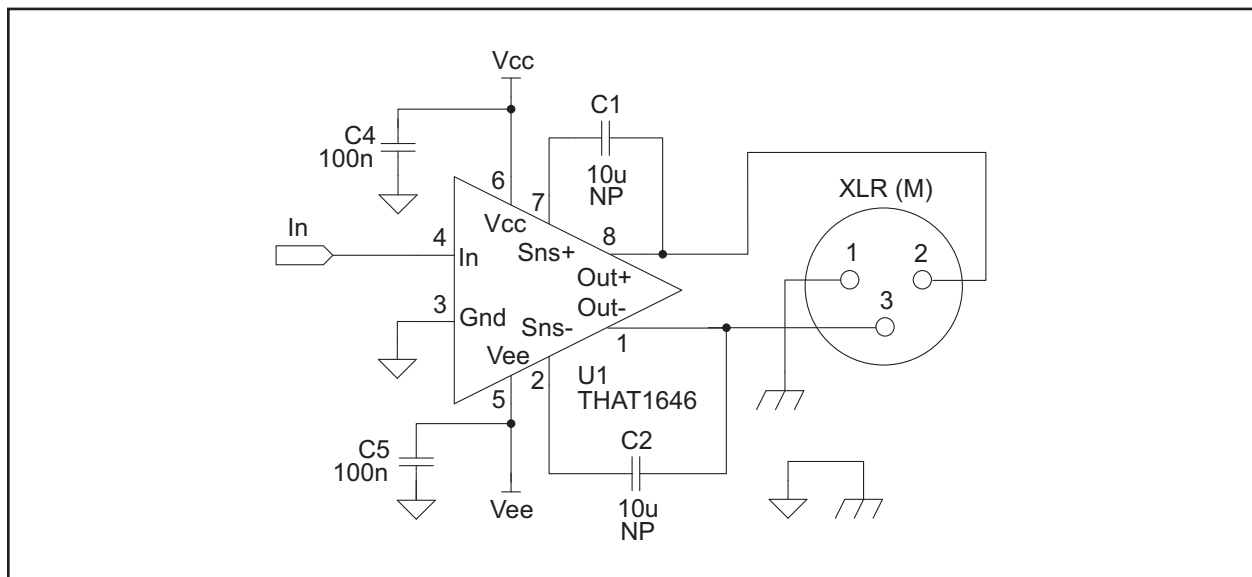 Vcc
C1
C4
100n
10u
NP
6
7
XLR (M)
Vcc
8
In
4
In
Sns+
1
2
Out+
3
3
Gnd
Out-
Sns-
1
Vee
2
U1
THAT1646
5
C2
C5
100n
Vee
10u
NP